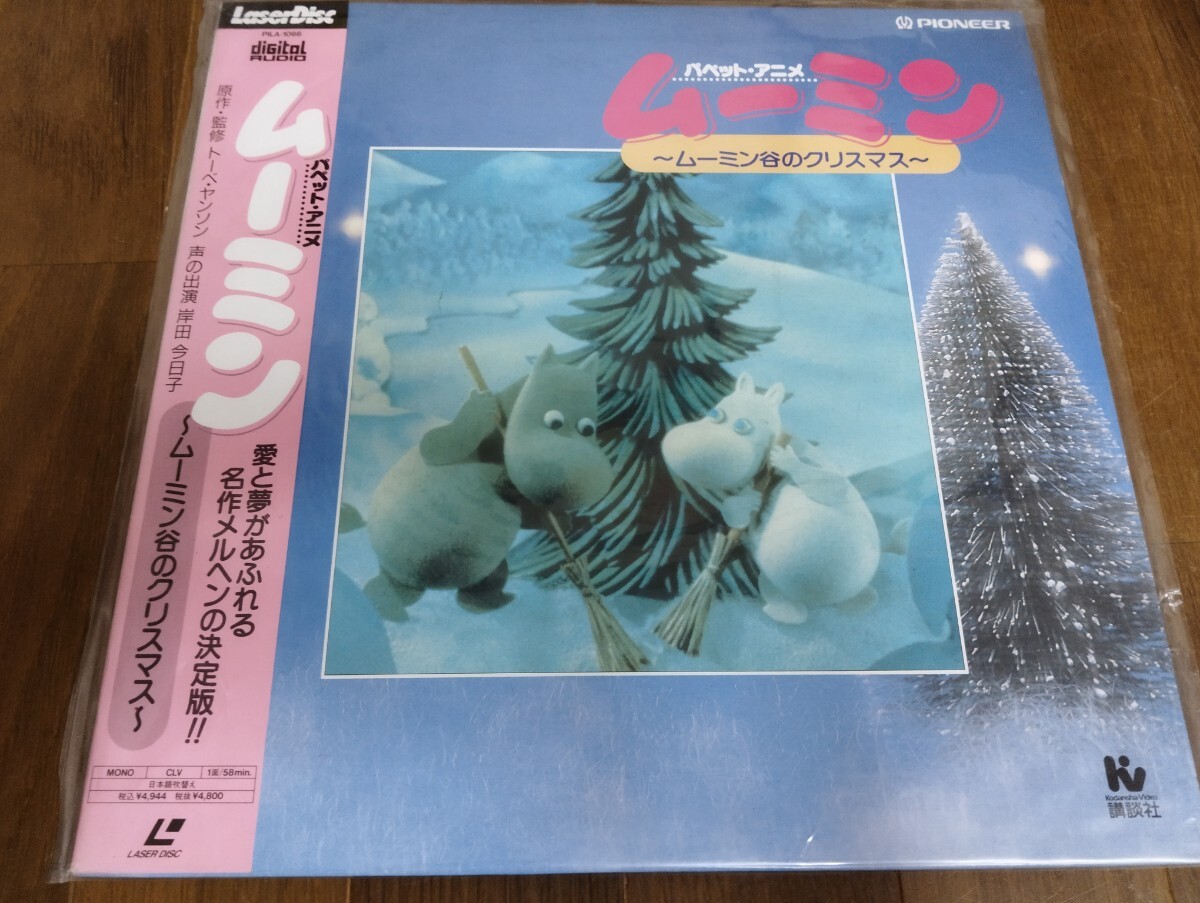 LaserDisc
PILA-1066
digital
AUDIO
パペット・アニメ
ムーミン
原作・監修 トーベ・ヤンソン 声の出演 岸田 今日子
～ムーミン谷のクリスマス～
愛と夢があふれる
名作メルヘンの決定版!!
MONO CLV 1面/58min.
日本語吹替え
税込¥4,944 税抜¥4,800
LASER DISC
PIONEER
パペット・アニメ
ムーミン
～ムーミン谷のクリスマス～
Kodansha Video
講談社